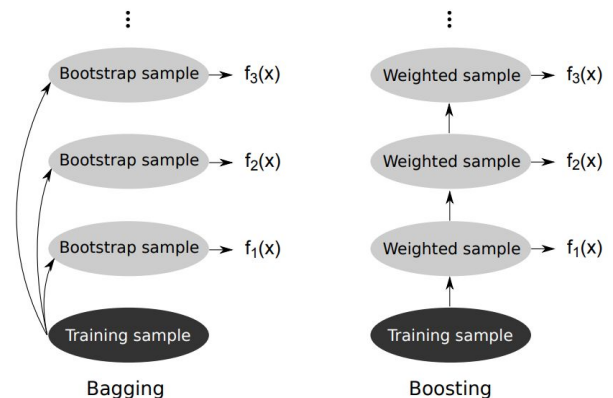 ⋮
Bootstrap sample f₃(x)
Bootstrap sample f₂(x)
Bootstrap sample f₁(x)
Training sample
Bagging
⋮
Weighted sample f₃(x)
Weighted sample f₂(x)
Weighted sample f₁(x)
Training sample
Boosting